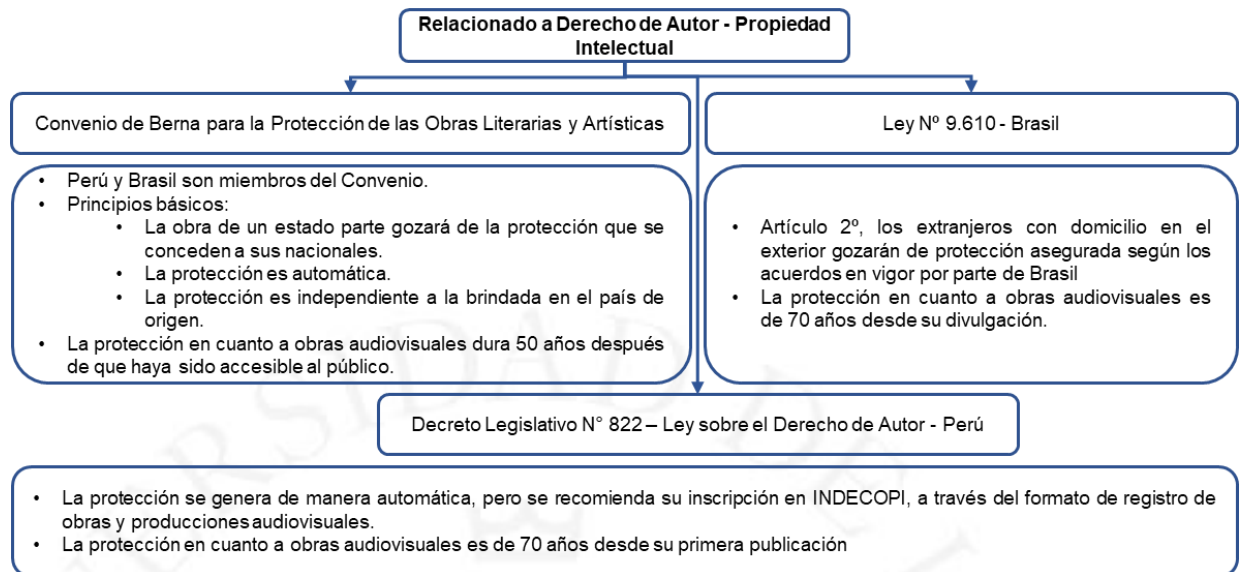 Relacionado a Derecho de Autor - Propiedad
Intelectual
Convenio de Berna para la Protección de las Obras Literarias y Artísticas
Ley Nº 9.610 - Brasil
• Perú y Brasil son miembros del Convenio.
• Principios básicos:
• La obra de un estado parte gozará de la protección que se
conceden a sus nacionales.
• La protección es automática.
• La protección es independiente a la brindada en el país de
origen.
• La protección en cuanto a obras audiovisuales dura 50 años después
de que haya sido accesible al público.
• Artículo 2º, los extranjeros con domicilio en el
exterior gozarán de protección asegurada según los
acuerdos en vigor por parte de Brasil
• La protección en cuanto a obras audiovisuales es
de 70 años desde su divulgación.
Decreto Legislativo N° 822 – Ley sobre el Derecho de Autor - Perú
• La protección se genera de manera automática, pero se recomienda su inscripción en INDECOPI, a través del formato de registro de
obras y producciones audiovisuales.
• La protección en cuanto a obras audiovisuales es de 70 años desde su primera publicación